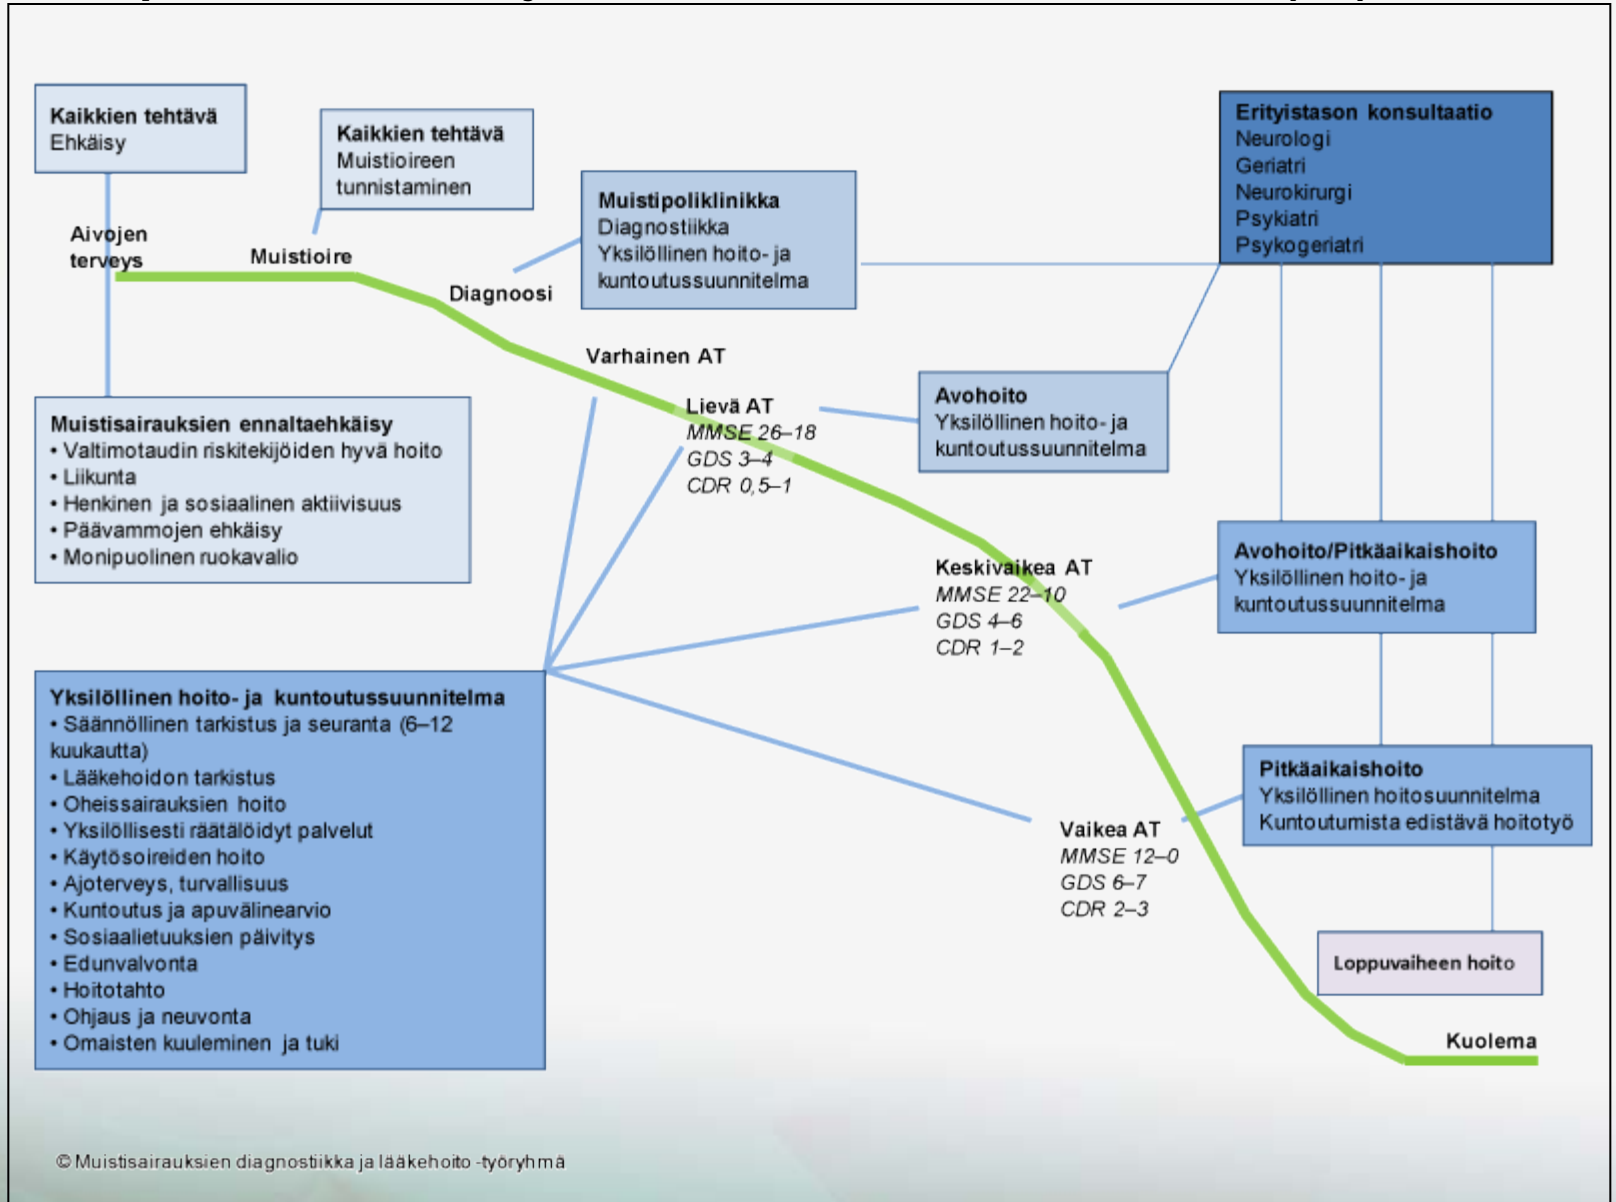 Kaikkien tehtävä
Ehkäisy
Kaikkien tehtävä
Muistioireen
tunnistaminen
Muistipoliklinikka
Diagnostiikka
Yksilöllinen hoito- ja
kuntoutussuunnitelma
Erityistason konsultaatio
Neurologi
Geriatri
Neurokirurgi
Psykiatri
Psykogeriatri
Aivojen
terveys
Muistioire
Diagnoosi
Varhainen AT
Lievä AT
MMSE 26–18
GDS 3–4
CDR 0,5–1
Avohoito
Yksilöllinen hoito- ja
kuntoutussuunnitelma
Muistisairauksien ennaltaehkäisy
• Valtimotaudin riskitekijöiden hyvä hoito
• Liikunta
• Henkinen ja sosiaalinen aktiivisuus
• Päävammojen ehkäisy
• Monipuolinen ruokavalio
Keskivaikea AT
MMSE 22–10
GDS 4–6
CDR 1–2
Avohoito/Pitkäaikaishoito
Yksilöllinen hoito- ja
kuntoutussuunnitelma
Yksilöllinen hoito- ja kuntoutussuunnitelma
• Säännöllinen tarkistus ja seuranta (6–12
kuukautta)
• Lääkehoidon tarkistus
• Oheissairauksien hoito
• Yksilöllisesti räätälöidyt palvelut
• Käytösoireiden hoito
• Ajoterveys, turvallisuus
• Kuntoutus ja apuvälinearvio
• Sosiaalietuuksien päivitys
• Edunvalvonta
• Hoitotahto
• Ohjaus ja neuvonta
• Omaisten kuuleminen ja tuki
Vaikea AT
MMSE 12–0
GDS 6–7
CDR 2–3
Pitkäaikaishoito
Yksilöllinen hoitosuunnitelma
Kuntoutumista edistävä hoitotyö
Loppuvaiheen hoito
Kuolema
© Muistisairauksien diagnostiikka ja lääkehoito -työryhmä